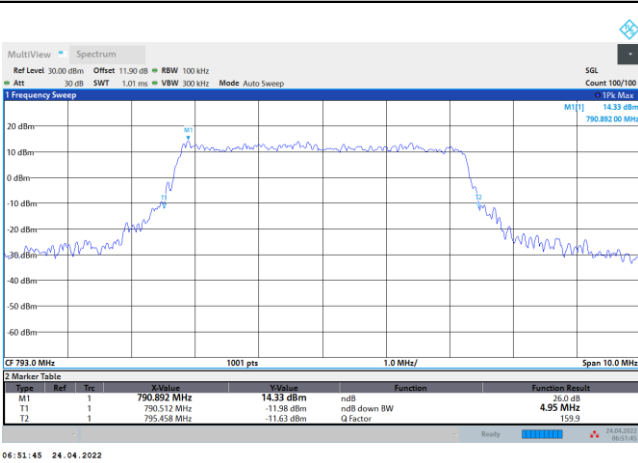 MultiView Spectrum
Ref Level 30.00 dBm Offset 11.90 dB RBW 100 kHz SGL
Att 30 dB SWT 1.01 ms VBW 300 kHz Mode Auto Sweep Count 100/100
1 Frequency Sweep 1Pk Max
M1[1] 14.33 dBm
790.892 00 MHz
20 dBm
M1
10 dBm
0 dBm
T1 T2
-10 dBm
-20 dBm
-30 dBm
-40 dBm
-50 dBm
-60 dBm
CF 793.0 MHz 1001 pts 1.0 MHz/ Span 10.0 MHz
2 Marker Table
Type Ref Trc X-Value Y-Value Function Function Result
M1 1 790.892 MHz 14.33 dBm ndB 26.0 dB
T1 1 790.512 MHz -11.98 dBm ndB down BW 4.95 MHz
T2 1 795.458 MHz -11.63 dBm Q Factor 159.9
Ready 24.04.2022
06:51:45
06:51:45 24.04.2022